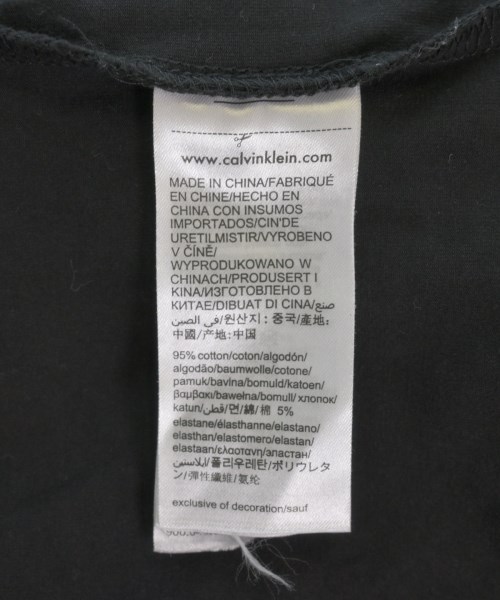 www.calvinklein.com
MADE IN CHINA/FABRIQUÉ
EN CHINE/HECHO EN
CHINA CON INSUMOS
IMPORTADOS/CIN'DE
URETILMISTIR/VYROBENO
V ČÍNĚ/
WYPRODUKOWANO W
CHINACH/PRODUSERT I
KINA/ИЗГОТОВЛЕНО В
КИТАЕ/DIBUAT DI CINA/صنع
في الصين/원산지 : 중국/產地:
中國/产地: 中国
95% cotton/coton/algodón/
algodão/baumwolle/cotone/
pamuk/bavlna/bomuld/katoen/
βαμβακι/bawełna/bomull/хлопок/
katun/قطن/면/綿/棉 5%
elastane/élasthanne/elastano/
elasthan/elastomero/elastan/
elastaan/ελαστανη/эластан/
ايلاستين/폴리우레탄/ポリウレタ
ン/彈性纖維/氨纶
exclusive of decoration/sauf